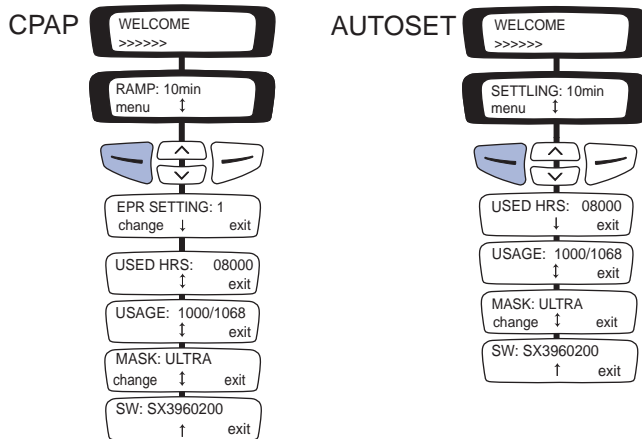 CPAP
WELCOME
>>>>>>
RAMP: 10min
menu ↕
EPR SETTING: 1
change ↓ exit
USED HRS: 08000
↕ exit
USAGE: 1000/1068
↕ exit
MASK: ULTRA
change ↕ exit
SW: SX3960200
↑ exit
AUTOSET
WELCOME
>>>>>>
SETTLING: 10min
menu ↕
USED HRS: 08000
↓ exit
USAGE: 1000/1068
↕ exit
MASK: ULTRA
change ↕ exit
SW: SX3960200
↑ exit